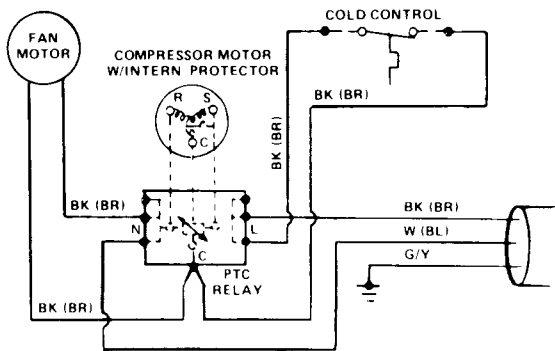 FAN
MOTOR
COMPRESSOR MOTOR
W/INTERN PROTECTOR
R S
C
COLD CONTROL
BK (BR)
BK (BR)
BK (BR)
N
L
C
PTC
RELAY
BK (BR)
W (BL)
G/Y
BK (BR)